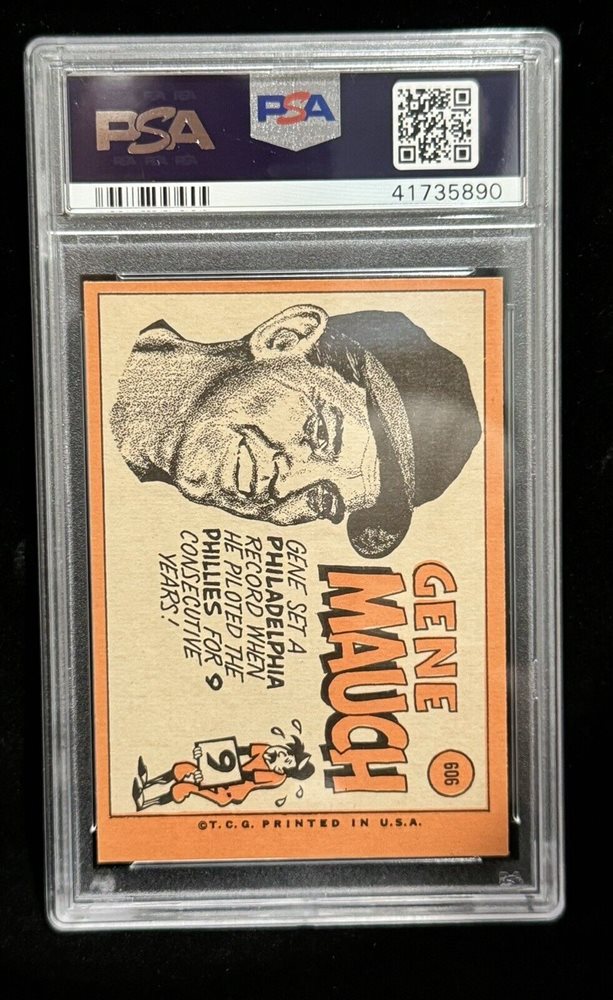 PSA
PSA
41735890
GENE
MAUCH
606
GENE SET A
PHILADELPHIA
RECORD WHEN
HE PILOTED THE
PHILLIES FOR 9
CONSECUTIVE
YEARS!
9
©T.C.G. PRINTED IN U.S.A.
PSA